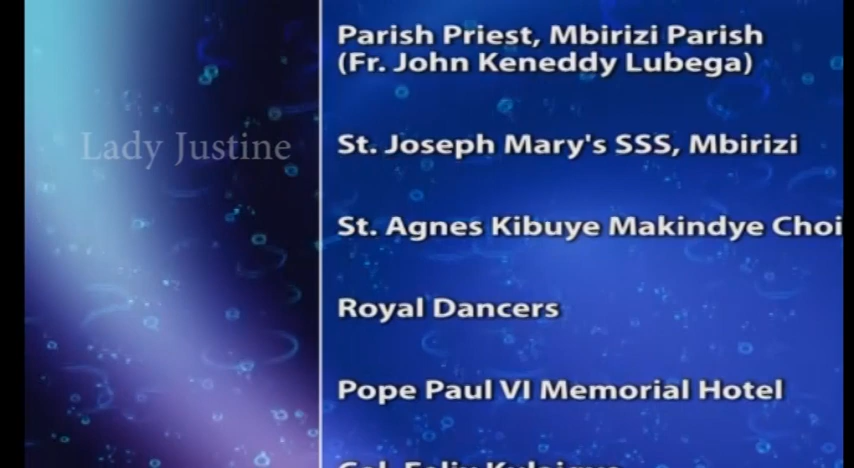 Parish Priest, Mbirizi Parish
(Fr. John Keneddy Lubega)
Lady Justine
St. Joseph Mary's SSS, Mbirizi
St. Agnes Kibuye Makindye Choi
Royal Dancers
Pope Paul VI Memorial Hotel